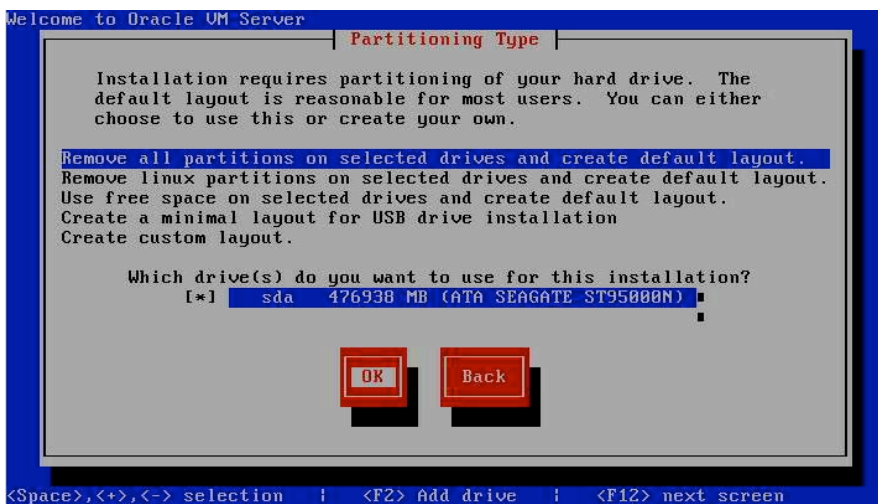 Welcome to Oracle VM Server
Partitioning Type
Installation requires partitioning of your hard drive. The
default layout is reasonable for most users. You can either
choose to use this or create your own.
Remove all partitions on selected drives and create default layout.
Remove linux partitions on selected drives and create default layout.
Use free space on selected drives and create default layout.
Create a minimal layout for USB drive installation
Create custom layout.
Which drive(s) do you want to use for this installation?
[*] sda 476938 MB (ATA SEAGATE ST95000N)
OK Back
<Space>,<+>,<-> selection | <F2> Add drive | <F12> next screen